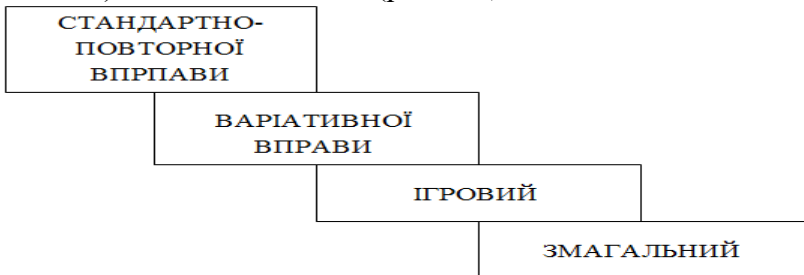 СТАНДАРТНО-
ПОВТОРНОЇ
ВПРПАВИ
ВАРІАТИВНОЇ
ВПРАВИ
ІГРОВИЙ
ЗМАГАЛЬНИЙ